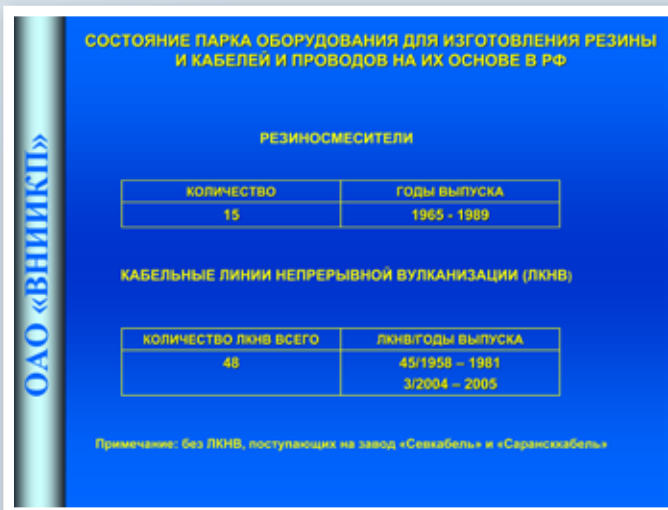 ОАО «ВНИИКП»
СОСТОЯНИЕ ПАРКА ОБОРУДОВАНИЯ ДЛЯ ИЗГОТОВЛЕНИЯ РЕЗИНЫ
И КАБЕЛЕЙ И ПРОВОДОВ НА ИХ ОСНОВЕ В РФ
РЕЗИНОСМЕСИТЕЛИ
КОЛИЧЕСТВО ГОДЫ ВЫПУСКА
15 1965 - 1989
КАБЕЛЬНЫЕ ЛИНИИ НЕПРЕРЫВНОЙ ВУЛКАНИЗАЦИИ (ЛКНВ)
КОЛИЧЕСТВО ЛКНВ ВСЕГО ЛКНВ/ГОДЫ ВЫПУСКА
48 45/1958 – 1981
3/2004 – 2005
Примечание: без ЛКНВ, поступающих на завод «Севкабель» и «Сарансккабель»